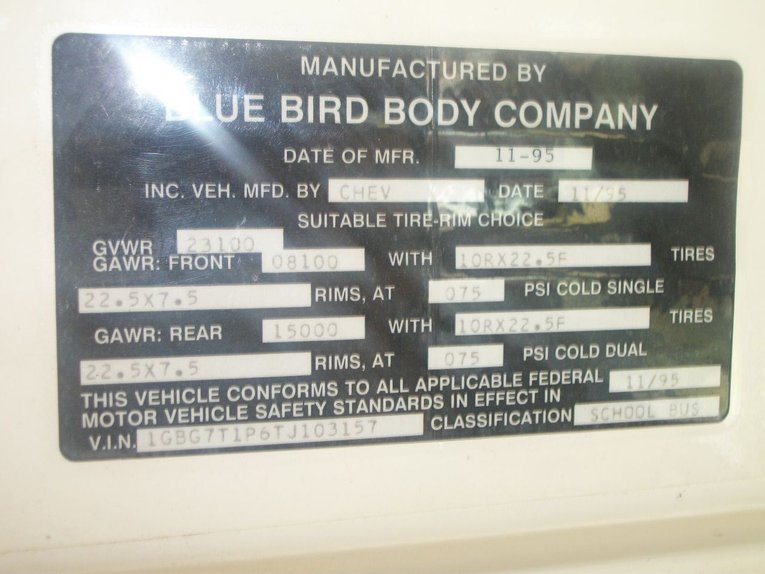 MANUFACTURED BY
BLUE BIRD BODY COMPANY
DATE OF MFR. 11-95
INC. VEH. MFD. BY CHEV DATE 11/95
SUITABLE TIRE-RIM CHOICE
GVWR 23100
GAWR: FRONT 08100 WITH 10RX22.5F TIRES
22.5X7.5 RIMS, AT 075 PSI COLD SINGLE
GAWR: REAR 15000 WITH 10RX22.5F TIRES
22.5X7.5 RIMS, AT 075 PSI COLD DUAL
THIS VEHICLE CONFORMS TO ALL APPLICABLE FEDERAL 11/95
MOTOR VEHICLE SAFETY STANDARDS IN EFFECT IN
V.I.N. 1GBG7T1P6TJ103157 CLASSIFICATION SCHOOL BUS